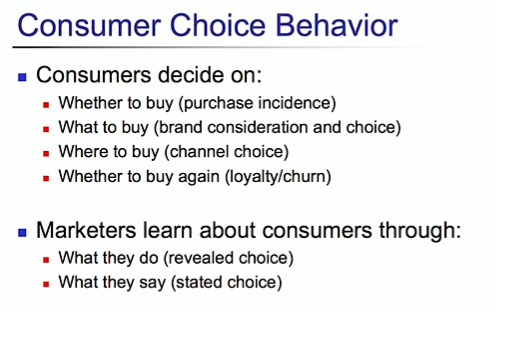 Consumer Choice Behavior
Consumers decide on:
Whether to buy (purchase incidence)
What to buy (brand consideration and choice)
Where to buy (channel choice)
Whether to buy again (loyalty/churn)
Marketers learn about consumers through:
What they do (revealed choice)
What they say (stated choice)